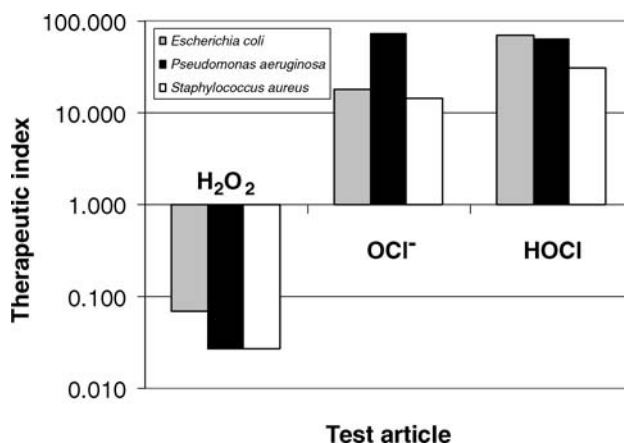 100.000
10.000
1.000
0.100
0.010
Therapeutic index
Escherichia coli
Pseudomonas aeruginosa
Staphylococcus aureus
H₂O₂
OCl⁻
HOCl
Test article